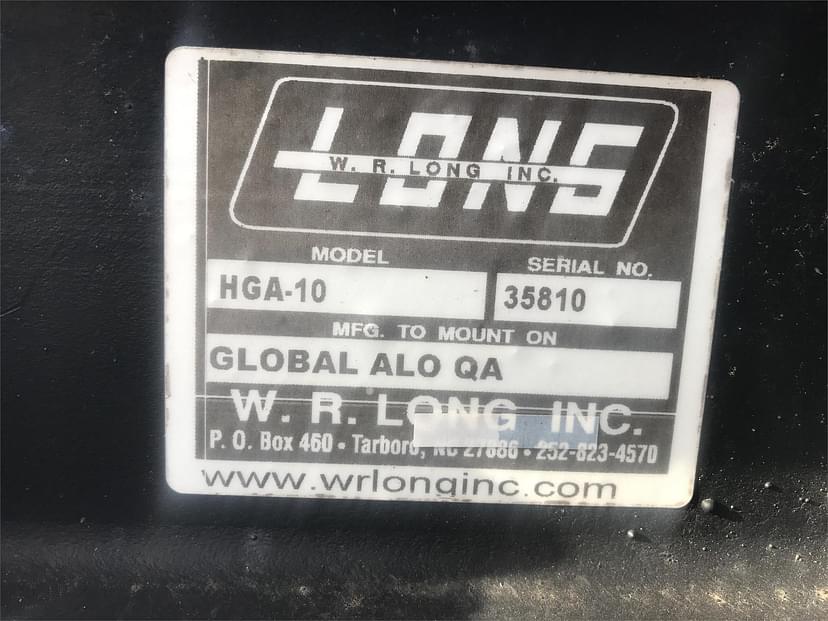 LONG
W. R. LONG INC.
MODEL SERIAL NO.
HGA-10 35810
MFG. TO MOUNT ON
GLOBAL ALO QA
W. R. LONG INC.
P. O. Box 460 • Tarboro, NC 27886 • 252-823-4570
www.wrlonginc.com